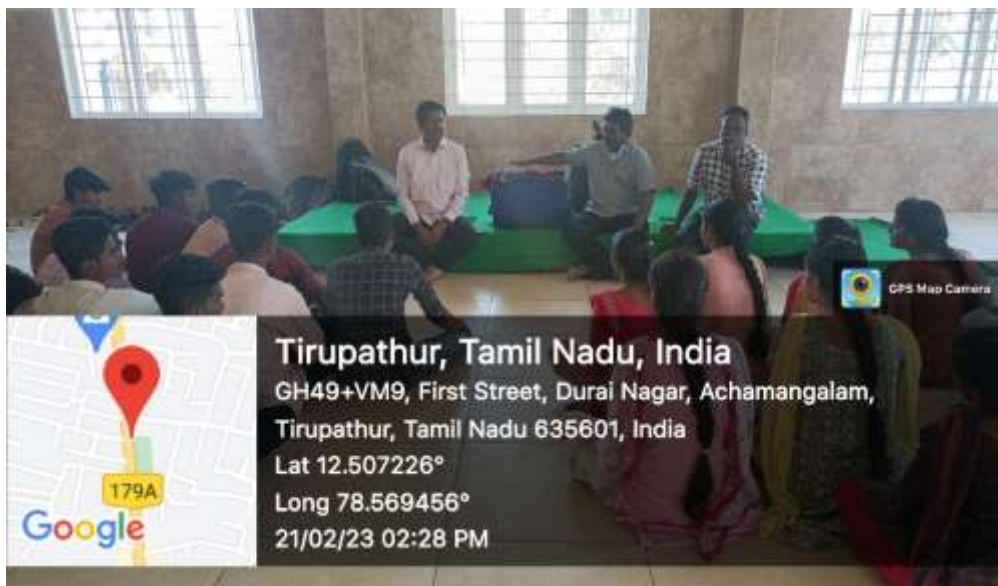 GPS Map Camera
Tirupathur, Tamil Nadu, India
GH49+VM9, First Street, Durai Nagar, Achamangalam,
Tirupathur, Tamil Nadu 635601, India
Lat 12.507226°
Long 78.569456°
21/02/23 02:28 PM
179A
Google